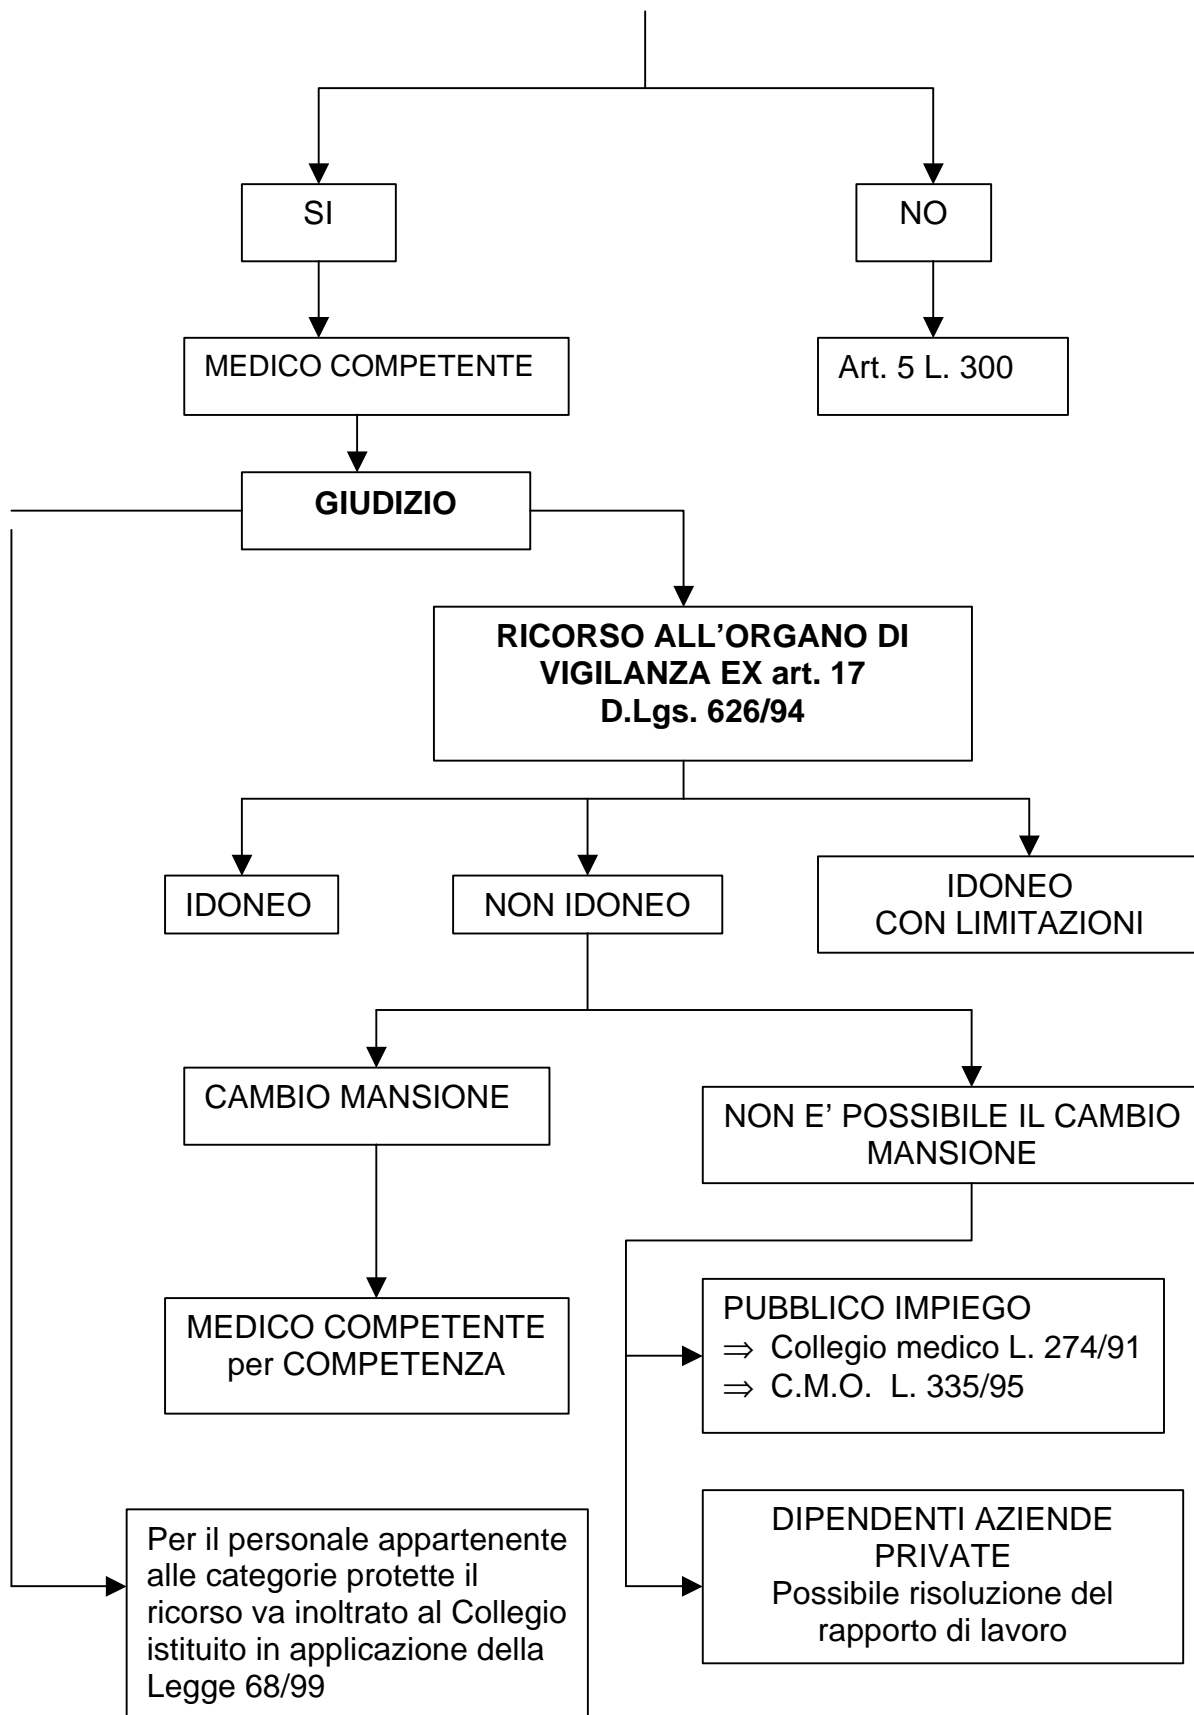 SI
NO
MEDICO COMPETENTE
Art. 5 L. 300
GIUDIZIO
RICORSO ALL’ORGANO DI
VIGILANZA EX art. 17
D.Lgs. 626/94
IDONEO
NON IDONEO
IDONEO
CON LIMITAZIONI
CAMBIO MANSIONE
NON E’ POSSIBILE IL CAMBIO
MANSIONE
MEDICO COMPETENTE
per COMPETENZA
PUBBLICO IMPIEGO
⇒ Collegio medico L. 274/91
⇒ C.M.O. L. 335/95
Per il personale appartenente
alle categorie protette il
ricorso va inoltrato al Collegio
istituito in applicazione della
Legge 68/99
DIPENDENTI AZIENDE
PRIVATE
Possibile risoluzione del
rapporto di lavoro